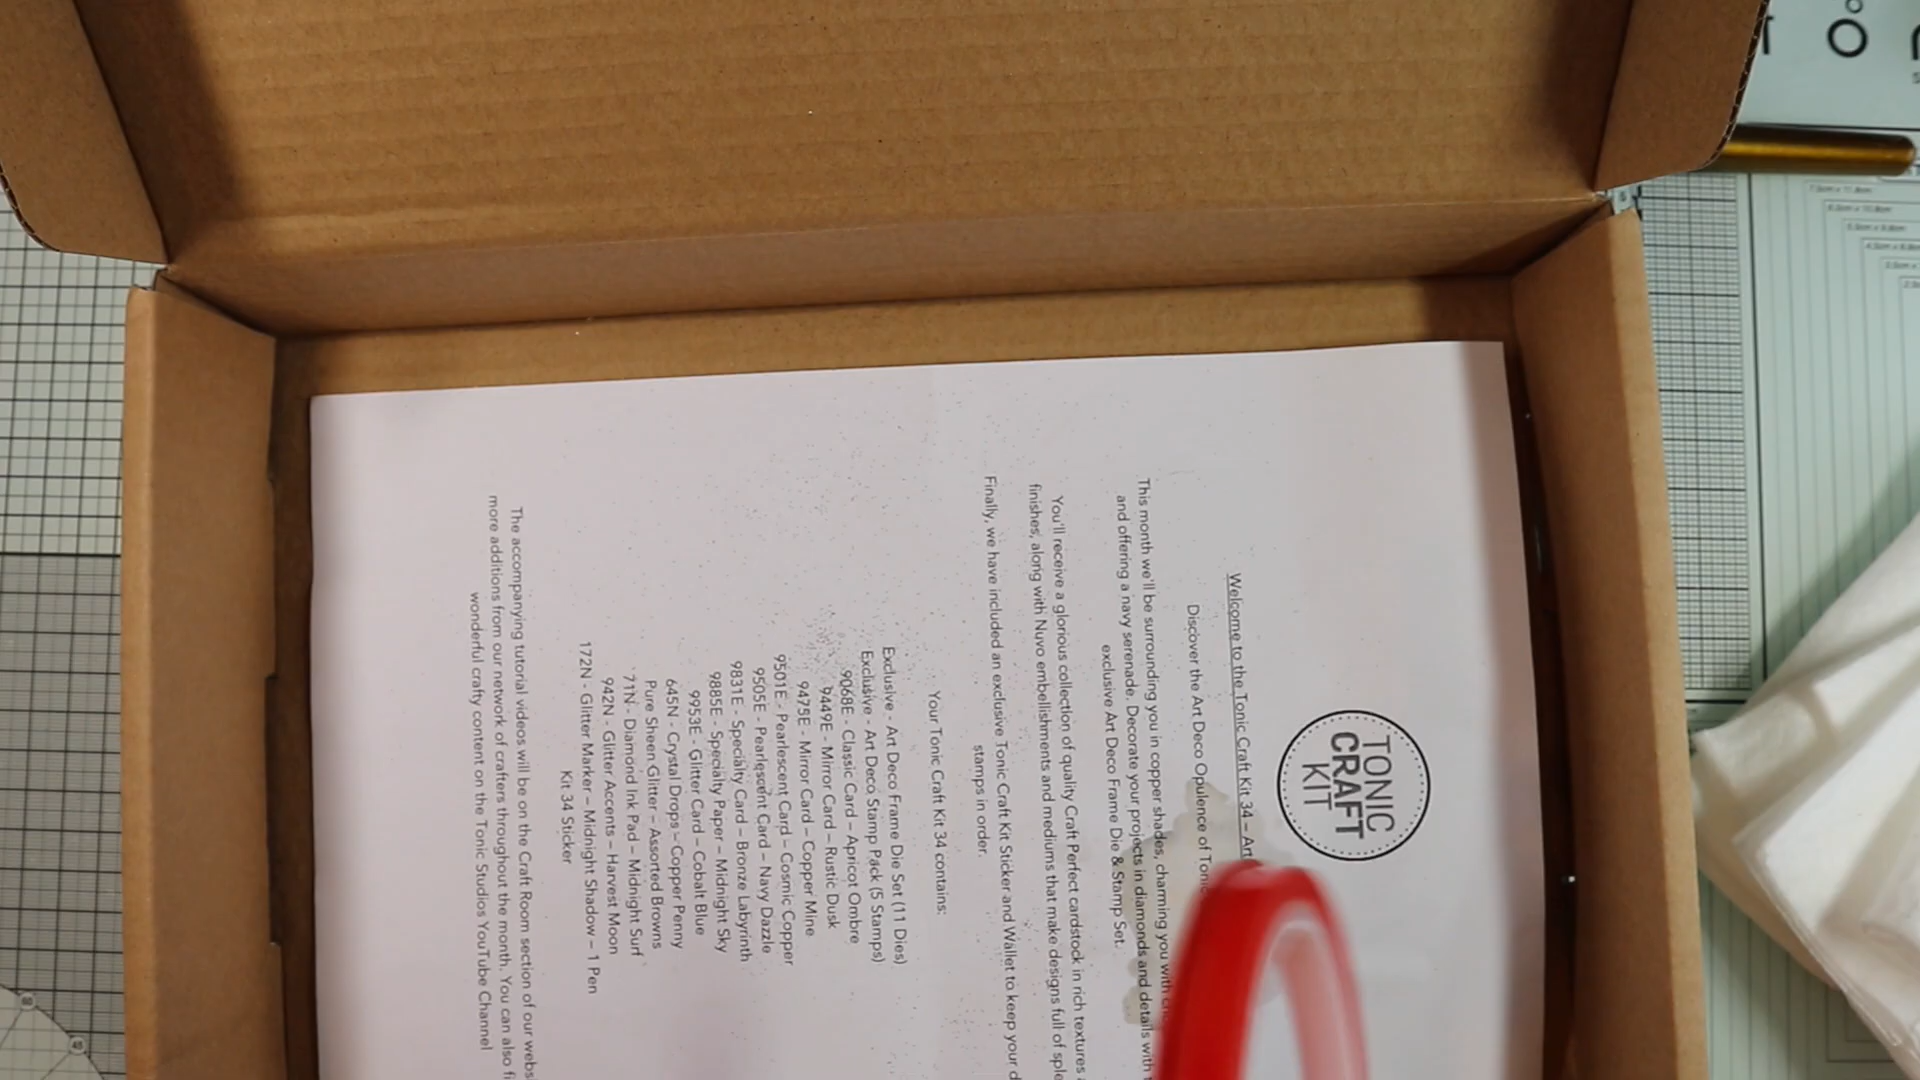 TONIC
CRAFT
KIT
Welcome to the Tonic Craft Kit 34 – Art
Discover the Art Deco Opulence of Tonic
This month we'll be surrounding you in copper shades, charming you with
and offering a navy serenade. Decorate your projects in diamonds and details with
exclusive Art Deco Frame Die & Stamp Set.
You'll receive a glorious collection of quality Craft Perfect cardstock in rich textures
finishes, along with Nuvo embellishments and mediums that make designs full of
Finally, we have included an exclusive Tonic Craft Kit Sticker and Wallet to keep your
stamps in order.
Your Tonic Craft Kit 34 contains:
Exclusive - Art Deco Frame Die Set (11 Dies)
Exclusive - Art Deco Stamp Pack (5 Stamps)
9068E - Classic Card – Apricot Ombre
9449E - Mirror Card – Rustic Dusk
9475E - Mirror Card – Copper Mine
9501E - Pearlescent Card – Cosmic Copper
9505E - Pearlescent Card – Navy Dazzle
9831E - Specialty Card – Bronze Labyrinth
9885E - Specialty Paper – Midnight Sky
9953E - Glitter Card – Cobalt Blue
645N - Crystal Drops – Copper Penny
Pure Sheen Glitter – Assorted Browns
71N - Diamond Ink Pad – Midnight Surf
942N - Glitter Accents – Harvest Moon
172N - Glitter Marker – Midnight Shadow – 1 Pen
Kit 34 Sticker
The accompanying tutorial videos will be on the Craft Room section of our
more additions from our network of crafters throughout the month. You can also
wonderful crafty content on the Tonic Studios YouTube Channel